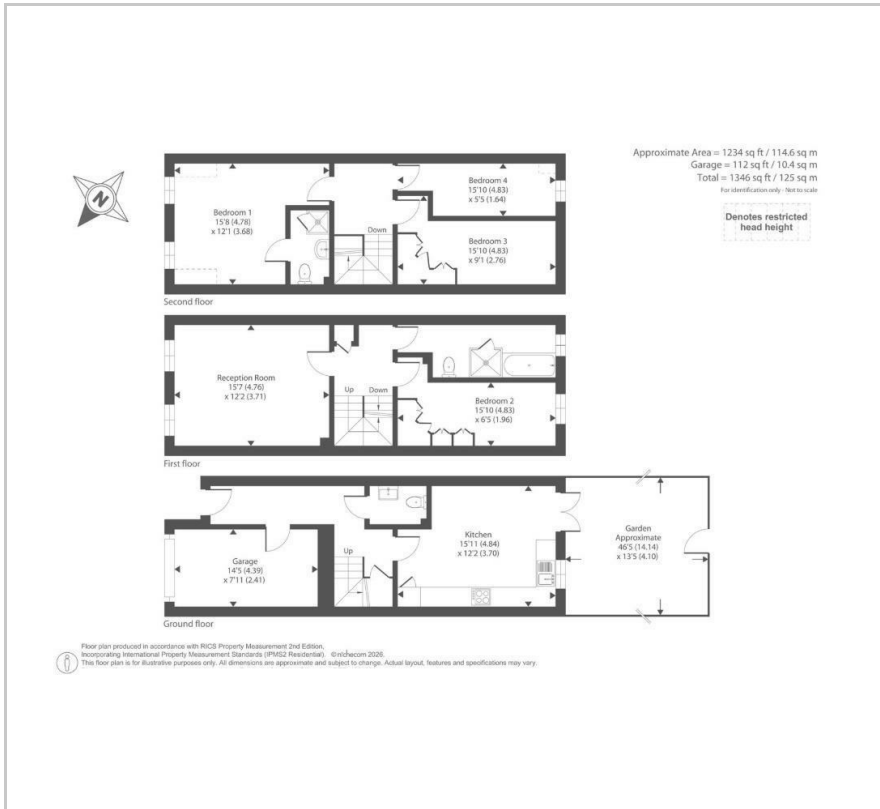 Approximate Area = 1234 sq ft / 114.6 sq m
Garage = 112 sq ft / 10.4 sq m
Total = 1346 sq ft / 125 sq m
For identification only - Not to scale
Denotes restricted
head height
N
Bedroom 1
15'8 (4.78)
x 12'1 (3.68)
Down
Bedroom 4
15'10 (4.83)
x 5'5 (1.64)
Bedroom 3
15'10 (4.83)
x 9'1 (2.76)
Second floor
Reception Room
15'7 (4.76)
x 12'2 (3.71)
Up
Down
Bedroom 2
15'10 (4.83)
x 6'5 (1.96)
First floor
Garage
14'5 (4.39)
x 7'11 (2.41)
Up
Kitchen
15'11 (4.84)
x 12'2 (3.70)
Garden
Approximate
46'5 (14.14)
x 13'5 (4.10)
Ground floor
Floor plan produced in accordance with RICS Property Measurement 2nd Edition,
Incorporating International Property Measurement Standards (IPMS2 Residential). ©nichecom 2026.
This floor plan is for illustrative purposes only. All dimensions are approximate and subject to change. Actual layout, features and specifications may vary.